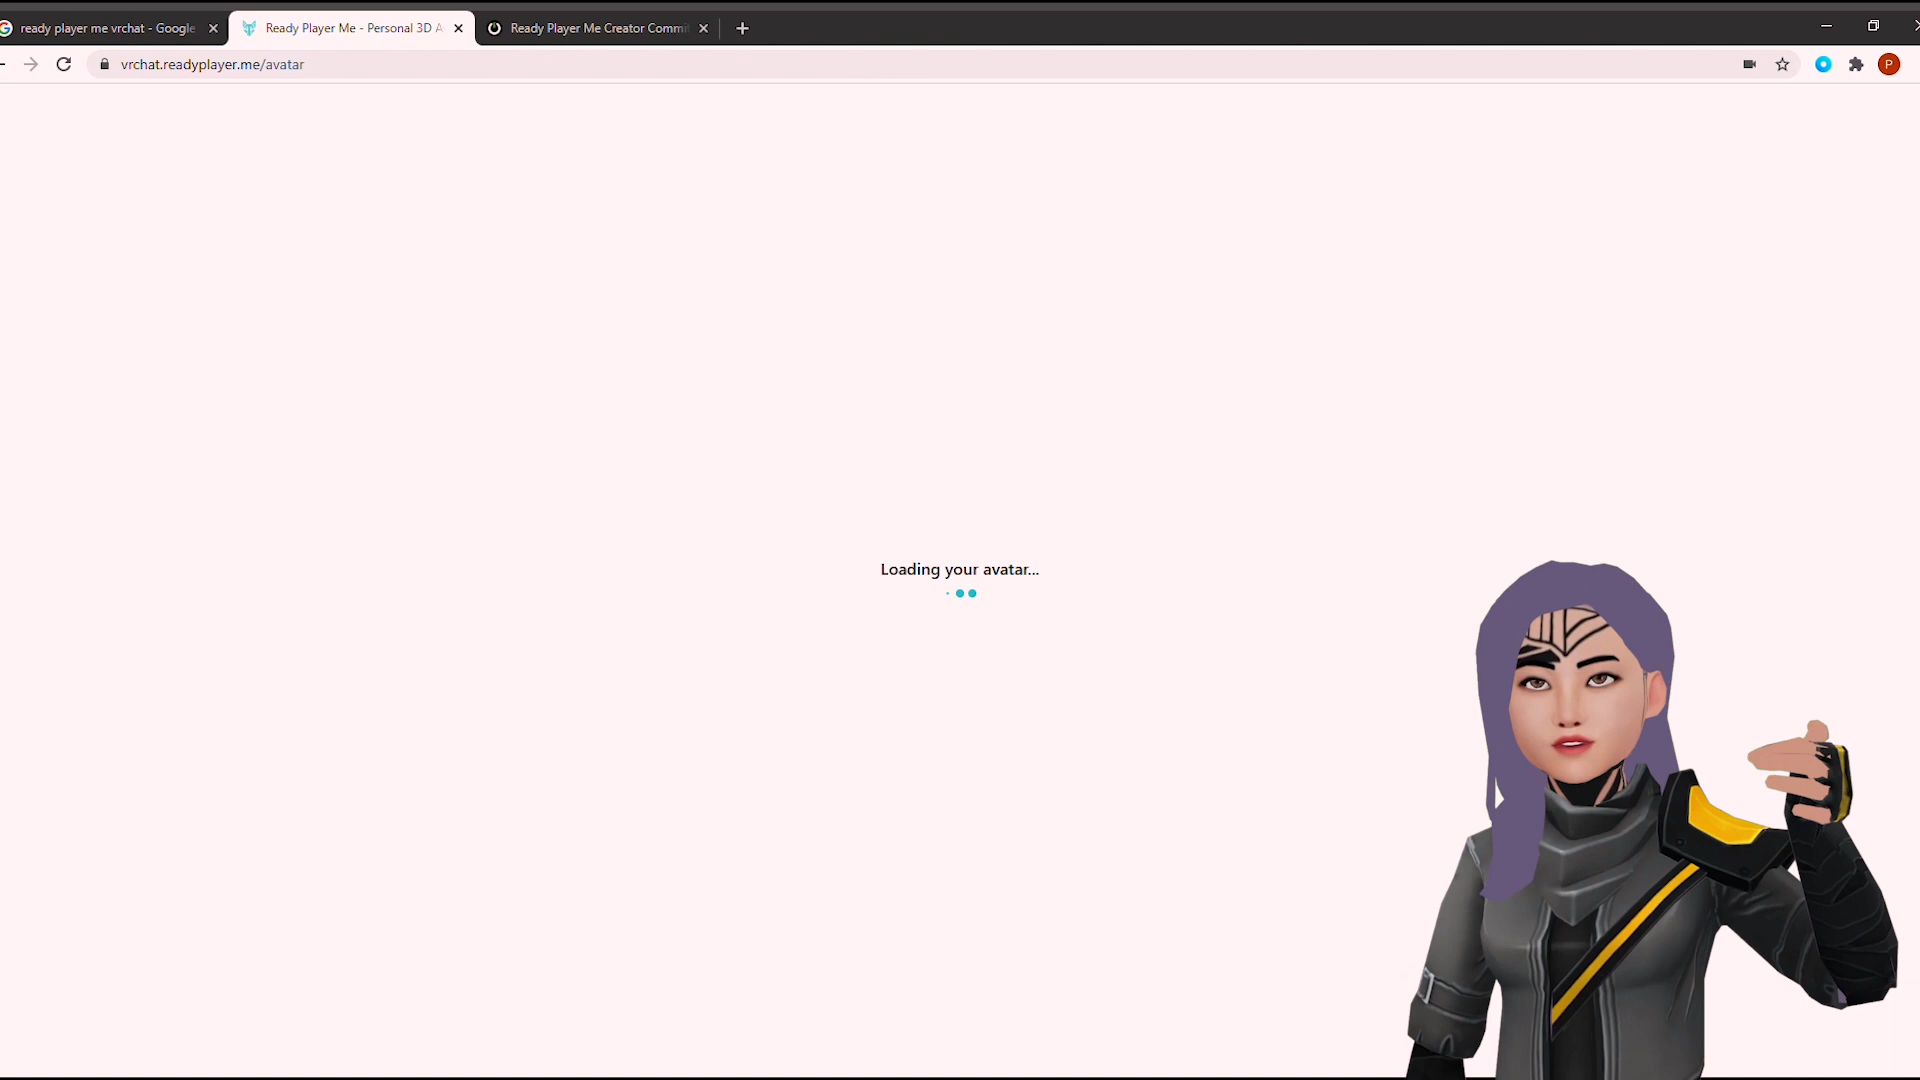 ready player me vrchat - Google
Ready Player Me - Personal 3D A
Ready Player Me Creator Commi
vrchat.readyplayer.me/avatar
P
Loading your avatar...